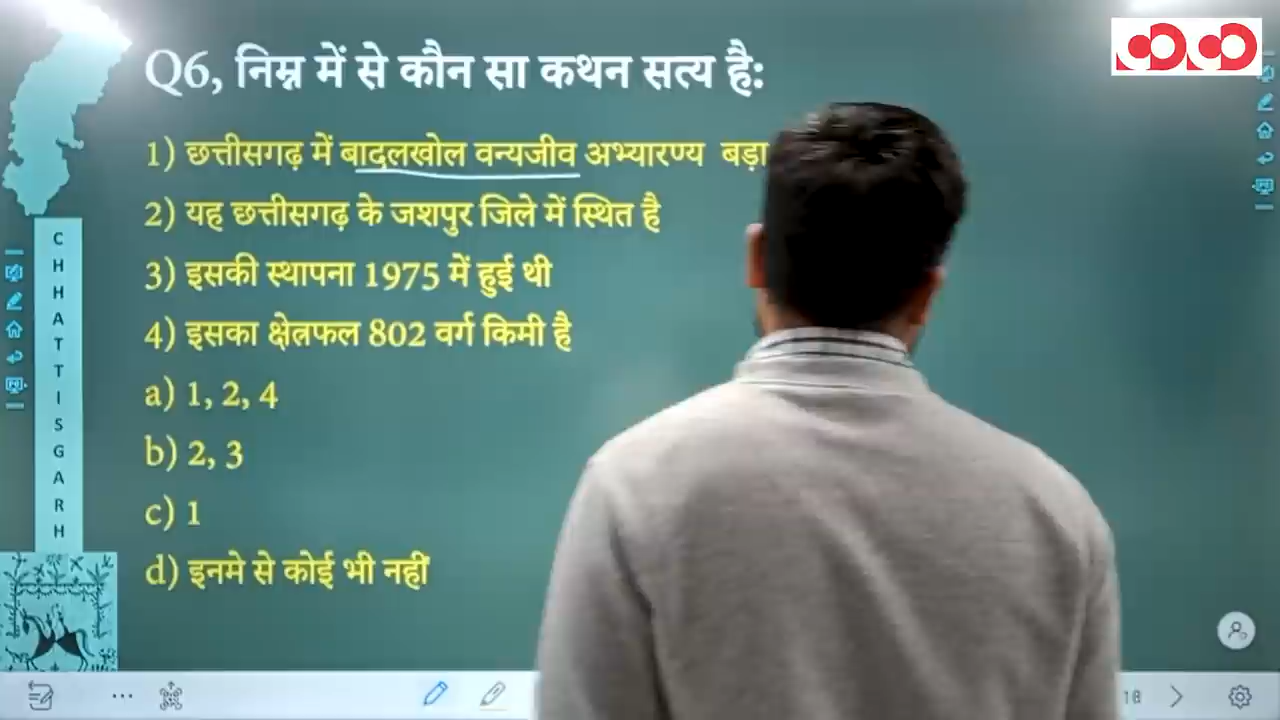 Q6, निम्न में से कौन सा कथन सत्य है:
1) छत्तीसगढ़ में बादलखोल वन्यजीव अभ्यारण्य बड़ा
2) यह छत्तीसगढ़ के जशपुर जिले में स्थित है
3) इसकी स्थापना 1975 में हुई थी
4) इसका क्षेत्रफल 802 वर्ग किमी है
a) 1, 2, 4
b) 2, 3
c) 1
d) इनमे से कोई भी नहीं
CHHATTISGARH
18